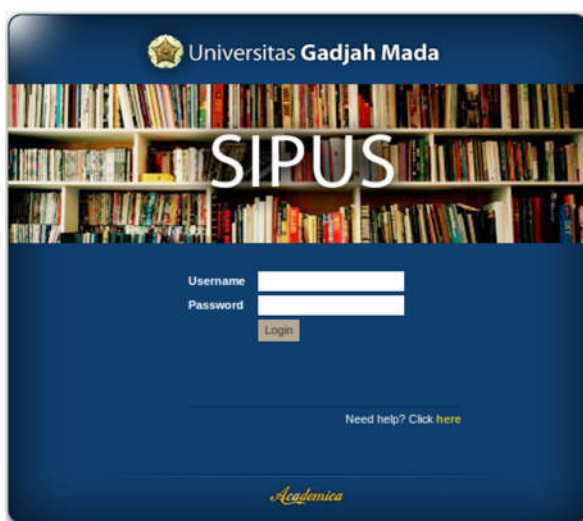 Universitas Gadjah Mada
SIPUS
Username
Password
Login
Need help? Click here
Academica